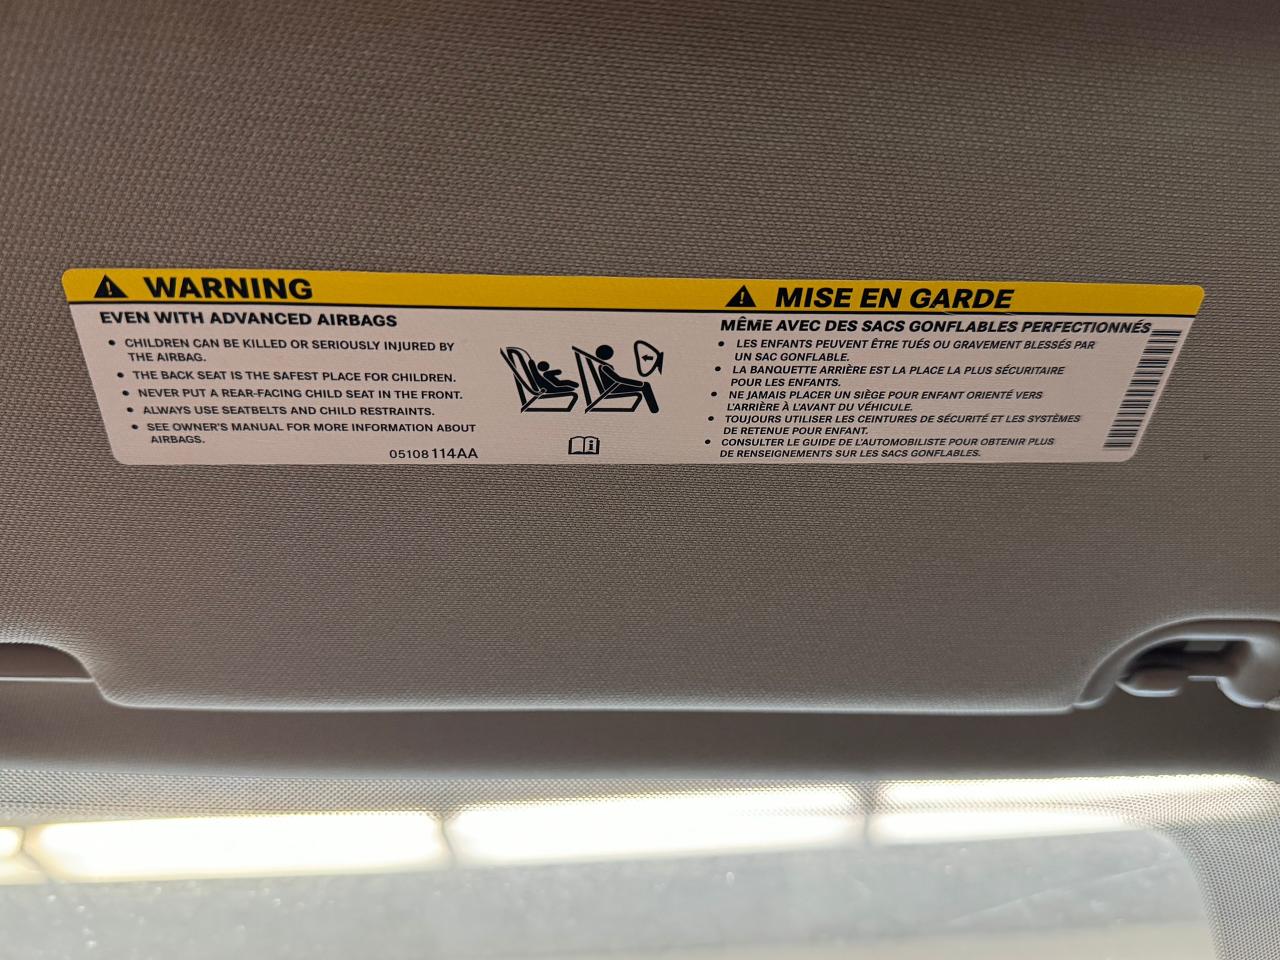 WARNING
EVEN WITH ADVANCED AIRBAGS
• CHILDREN CAN BE KILLED OR SERIOUSLY INJURED BY
THE AIRBAG.
• THE BACK SEAT IS THE SAFEST PLACE FOR CHILDREN.
• NEVER PUT A REAR-FACING CHILD SEAT IN THE FRONT.
• ALWAYS USE SEATBELTS AND CHILD RESTRAINTS.
• SEE OWNER'S MANUAL FOR MORE INFORMATION ABOUT
AIRBAGS.
05108114AA
MISE EN GARDE
MÊME AVEC DES SACS GONFLABLES PERFECTIONNÉS
• LES ENFANTS PEUVENT ÊTRE TUÉS OU GRAVEMENT BLESSÉS PAR
UN SAC GONFLABLE.
• LA BANQUETTE ARRIÈRE EST LA PLACE LA PLUS SÉCURITAIRE
POUR LES ENFANTS.
• NE JAMAIS PLACER UN SIÈGE POUR ENFANT ORIENTÉ VERS
L'ARRIÈRE À L'AVANT DU VÉHICULE.
• TOUJOURS UTILISER LES CEINTURES DE SÉCURITÉ ET LES SYSTÈMES
DE RETENUE POUR ENFANT.
• CONSULTER LE GUIDE DE L'AUTOMOBILISTE POUR OBTENIR PLUS
DE RENSEIGNEMENTS SUR LES SACS GONFLABLES.